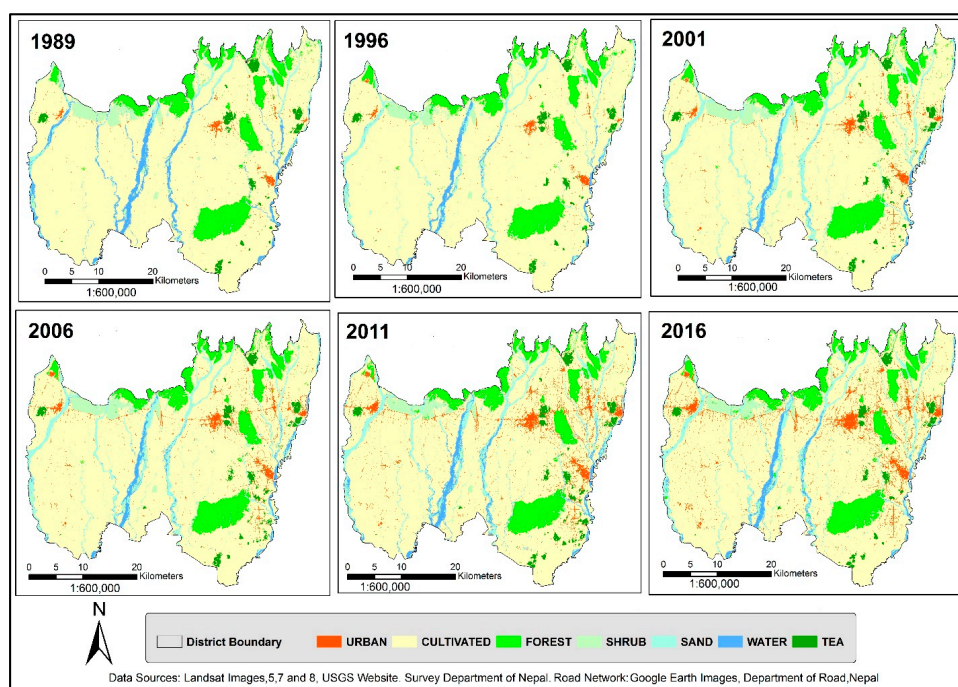 1989
1996
2001
0 5 10 20
Kilometers
1:600,000
0 5 10 20
Kilometers
1:600,000
0 5 10 20
Kilometers
1:600,000
2006
2011
2016
0 5 10 20
Kilometers
1:600,000
0 5 10 20
Kilometers
1:600,000
0 5 10 20
Kilometers
1:600,000
N
District Boundary URBAN CULTIVATED FOREST SHRUB SAND WATER TEA
Data Sources: Landsat Images,5,7 and 8, USGS Website. Survey Department of Nepal. Road Network:Google Earth Images, Department of Road,Nepal